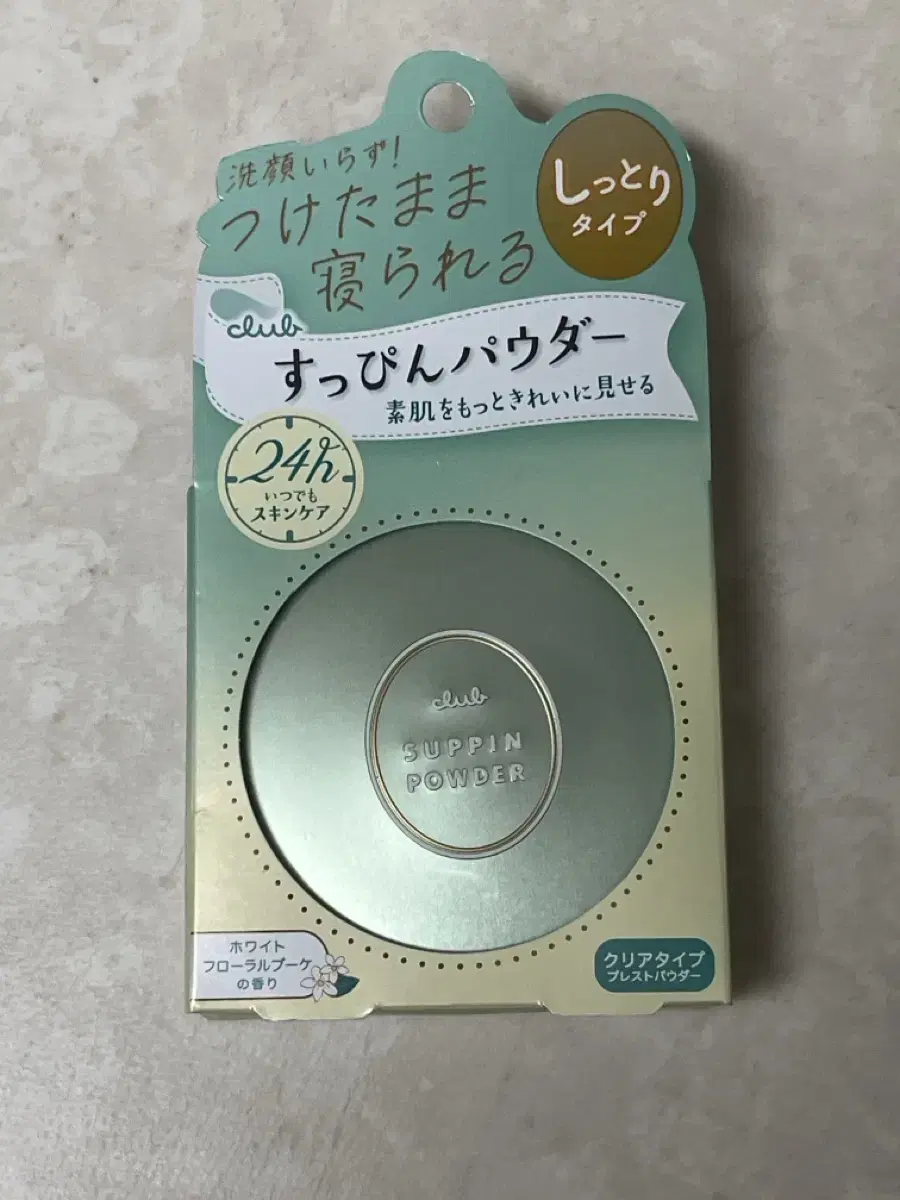 洗顔いらず!
つけたまま
寝られる
しっとり
タイプ
club
すっぴんパウダー
素肌をもっときれいに見せる
24h
いつでも
スキンケア
club
SUPPIN
POWDER
ホワイト
フローラルブーケ
の香り
クリアタイプ
プレストパウダー